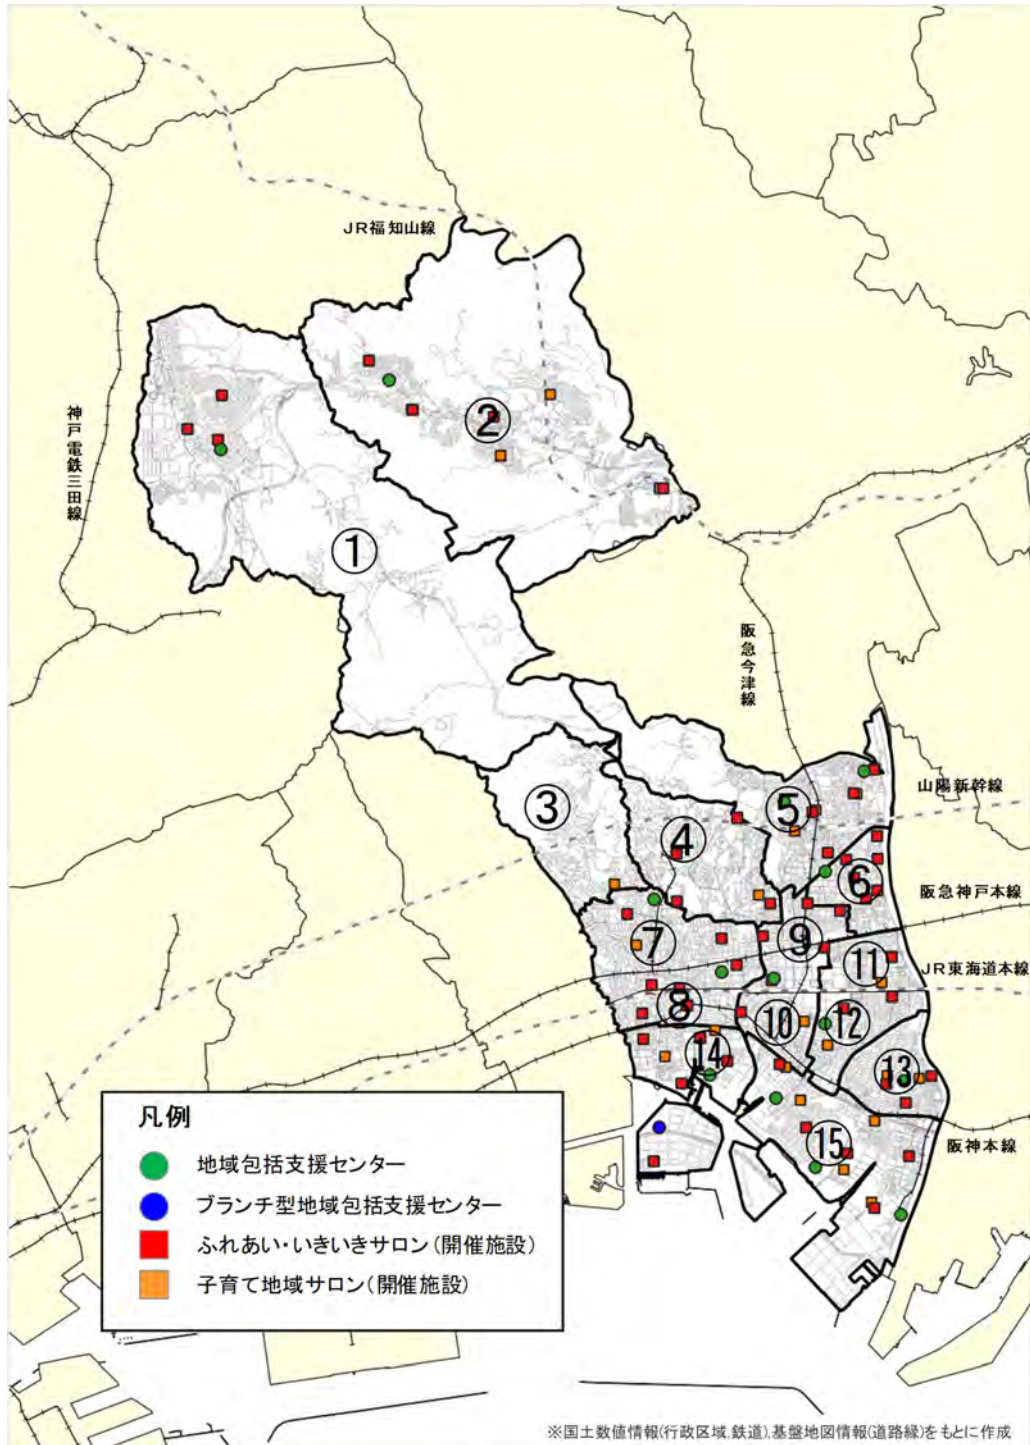 JR福知山線
神戸電鉄三田線
②
①
阪急今津線
③
⑤
山陽新幹線
④
⑥
阪急神戸本線
⑦
⑨
⑪
JR東海道本線
⑧
⑩
⑫
⑭
⑬
⑮
阪神本線
凡例
地域包括支援センター
ブランチ型地域包括支援センター
ふれあい・いきいきサロン(開催施設)
子育て地域サロン(開催施設)
※国土数値情報(行政区域,鉄道),基盤地図情報(道路縁)をもとに作成